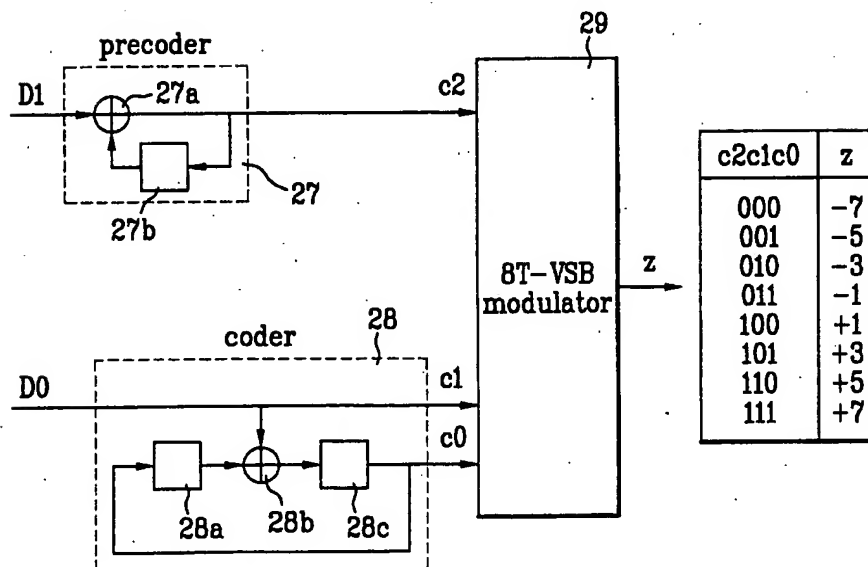 29
precoder
D1
27a
c2
27
27b
c2c1c0 z
000 -7
001 -5
010 -3
011 -1
100 +1
101 +3
110 +5
111 +7
8T-VSB
modulator
z
coder
28
D0
c1
c0
28a
28b
28c